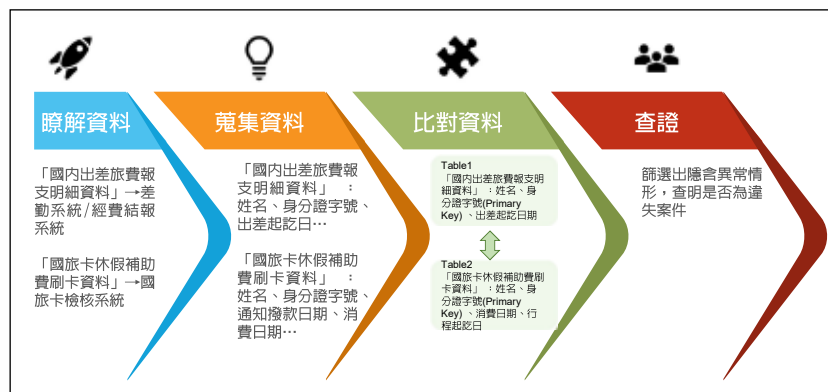 瞭解資料
「國內出差旅費報
支明細資料」→差
勤系統/經費結報
系統
「國旅卡休假補助
費刷卡資料」→國
旅卡檢核系統
蒐集資料
「國內出差旅費報
支明細資料」 :
姓名、身分證字號、
出差起訖日…
「國旅卡休假補助
費刷卡資料」 :
姓名、身分證字號、
通知撥款日期、消
費日期…
比對資料
Table1
「國內出差旅費報支明
細資料」:姓名、身
分證字號(Primary
Key)、出差起訖日期
Table2
「國旅卡休假補助費刷
卡資料」:姓名、身
分證字號(Primary
Key)、消費日期、行
程起訖日
查證
篩選出隱含異常情
形,查明是否為違
失案件